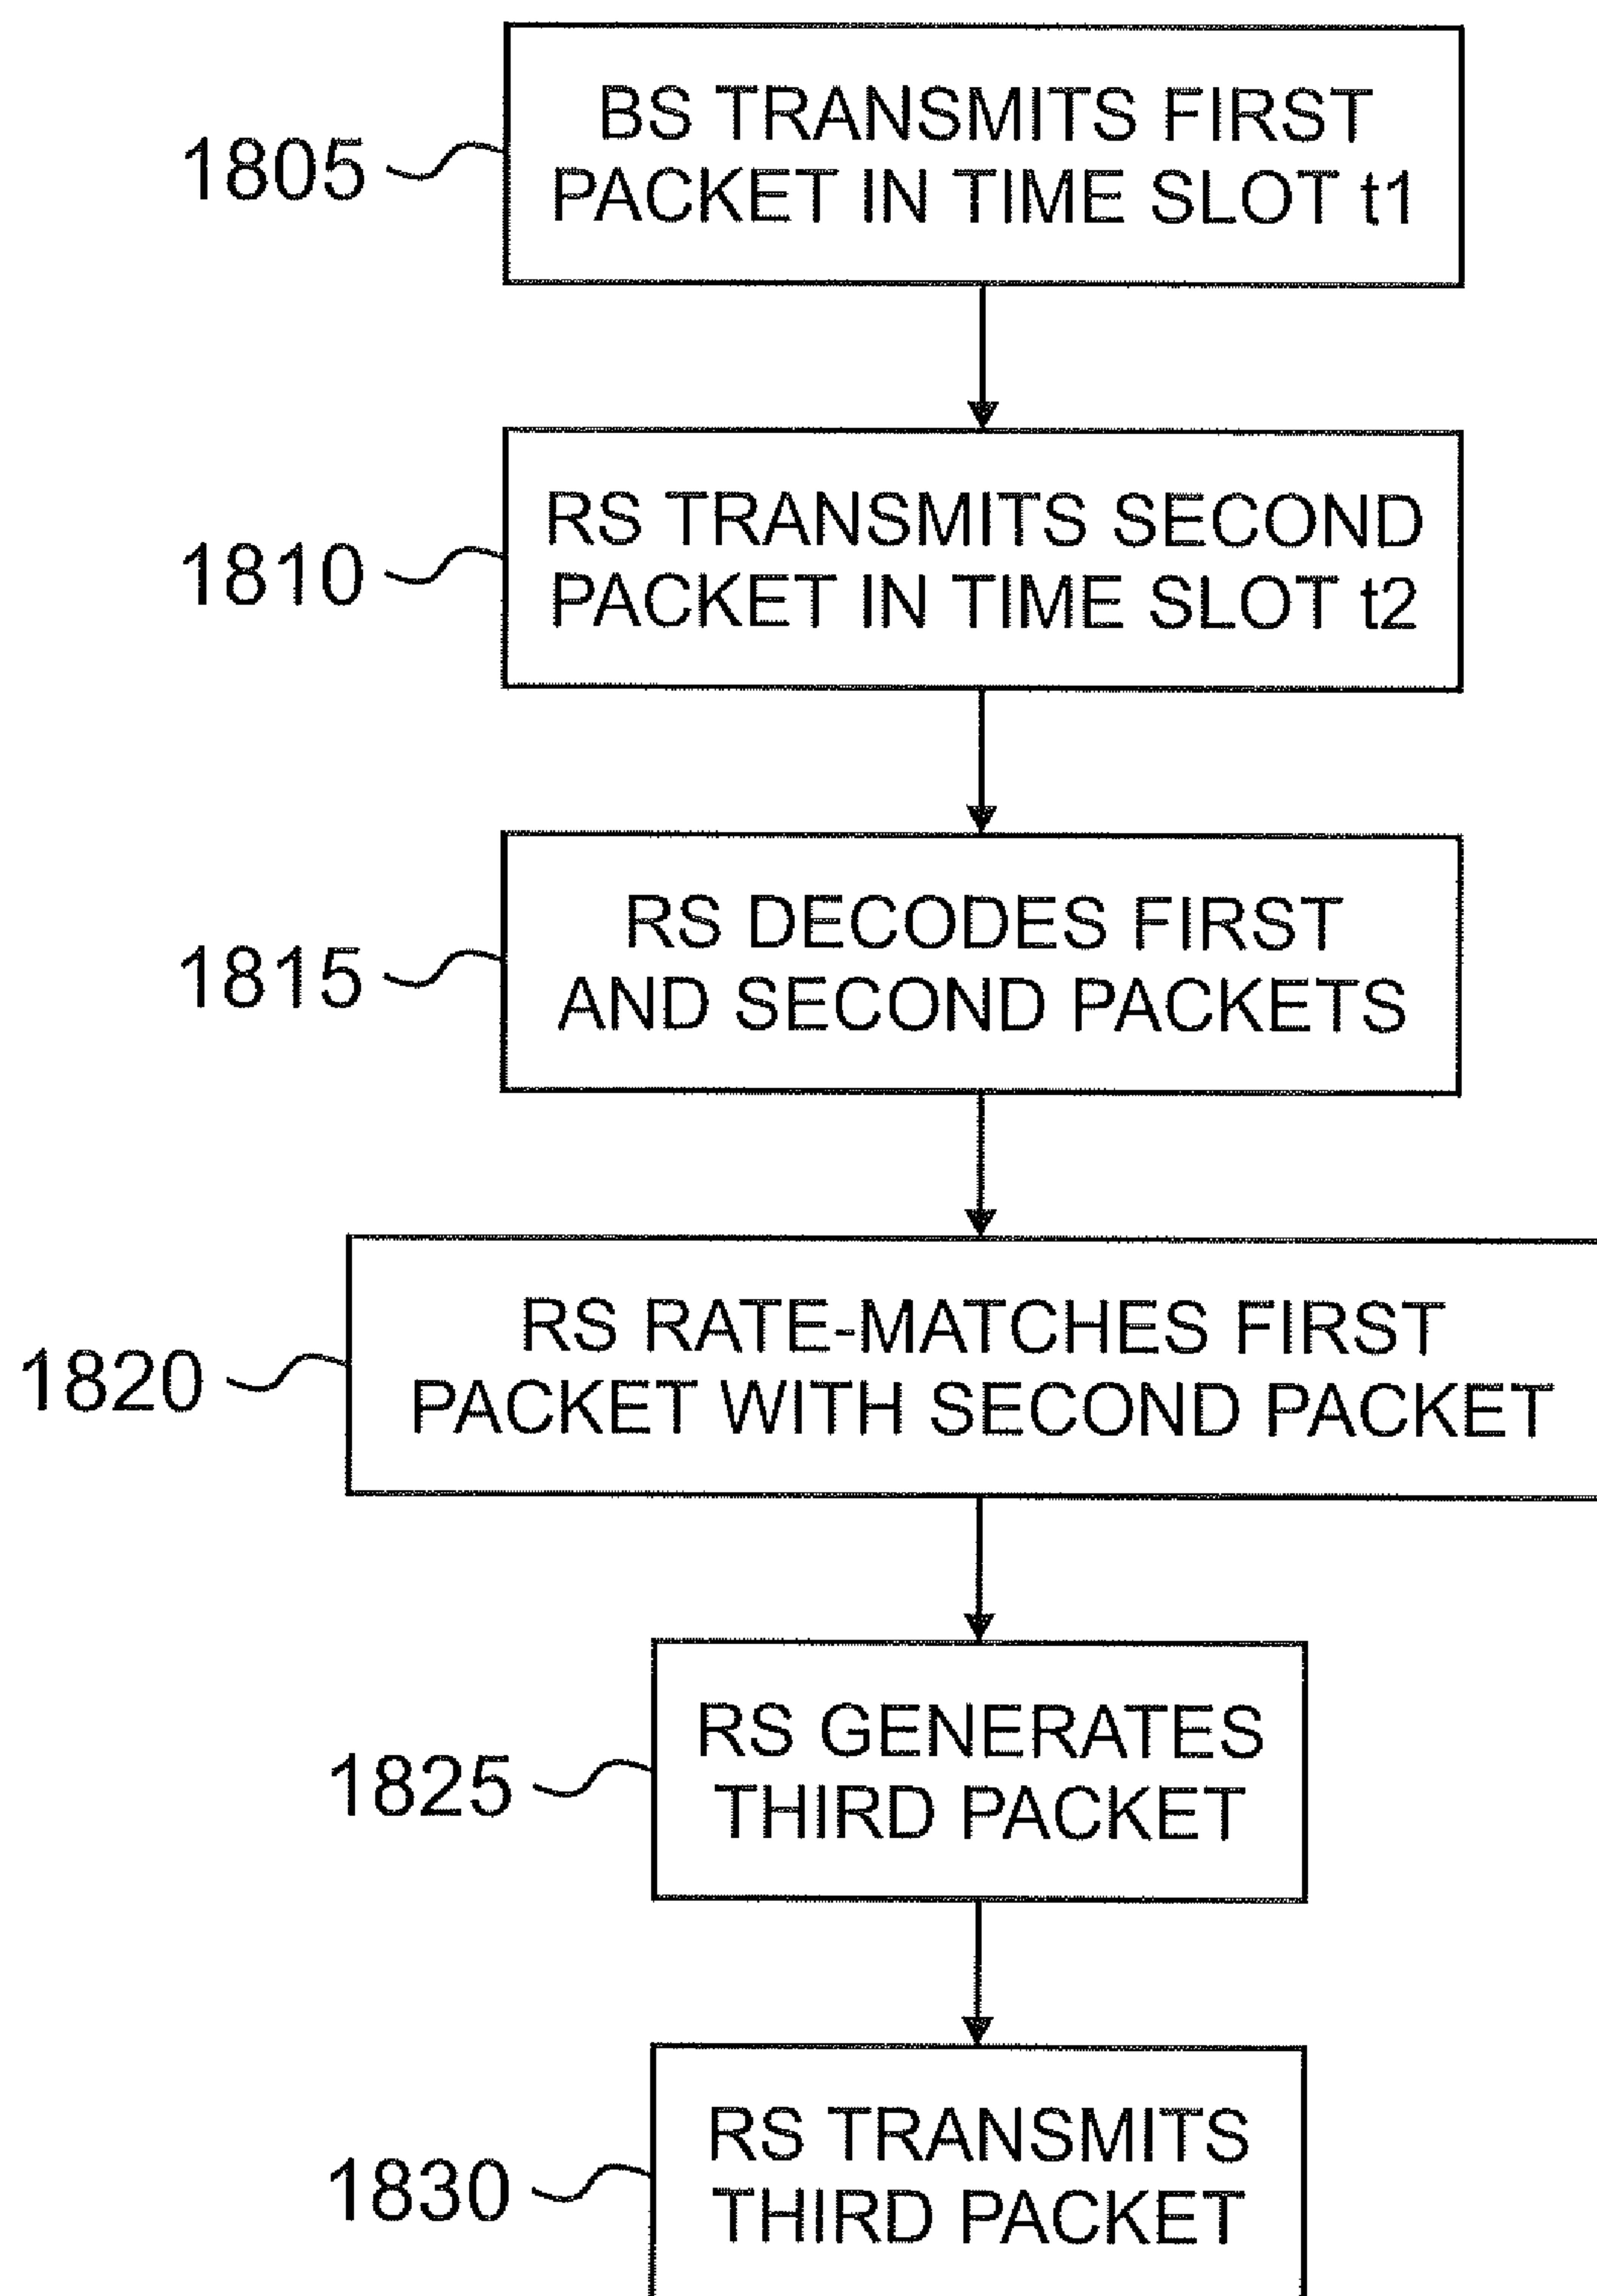 1805
BS TRANSMITS FIRST
PACKET IN TIME SLOT t1
1810
RS TRANSMITS SECOND
PACKET IN TIME SLOT t2
1815
RS DECODES FIRST
AND SECOND PACKETS
1820
RS RATE-MATCHES FIRST
PACKET WITH SECOND PACKET
1825
RS GENERATES
THIRD PACKET
1830
RS TRANSMITS
THIRD PACKET